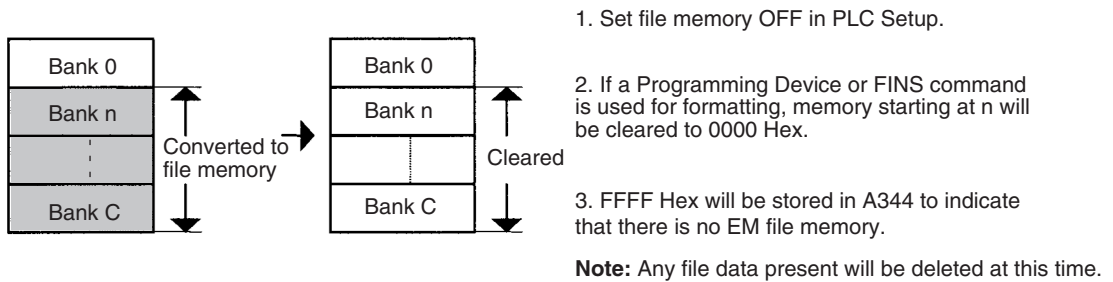 Bank 0
Bank n
Bank C
Converted to
file memory
Bank 0
Bank n
Bank C
Cleared
1. Set file memory OFF in PLC Setup.
2. If a Programming Device or FINS command
is used for formatting, memory starting at n will
be cleared to 0000 Hex.
3. FFFF Hex will be stored in A344 to indicate
that there is no EM file memory.
Note: Any file data present will be deleted at this time.